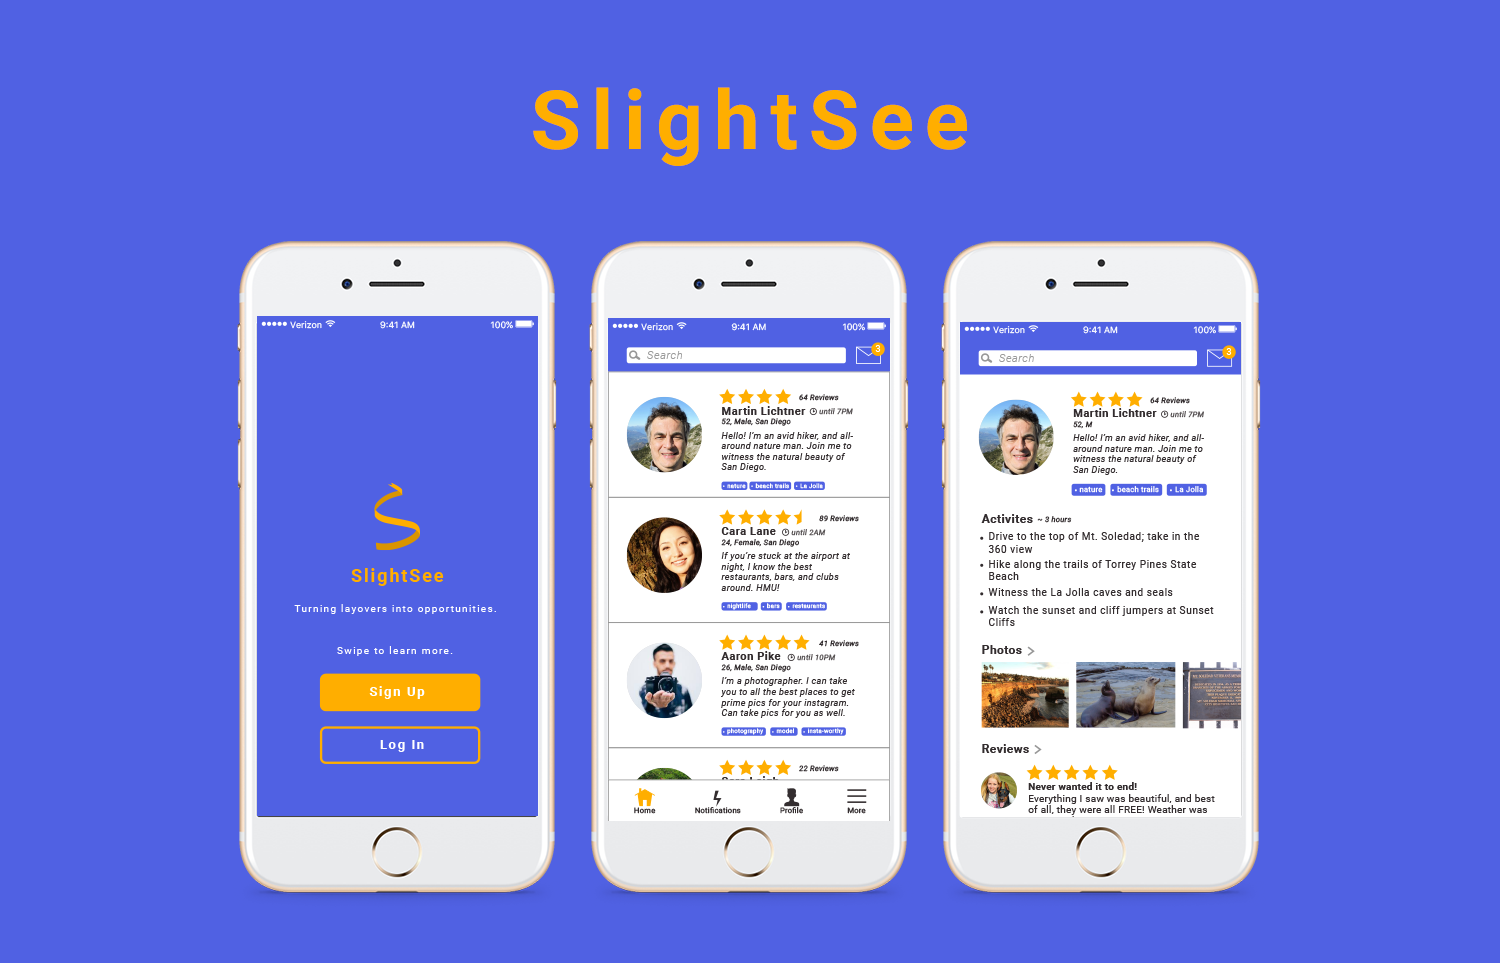 SlightSee
Verizon 9:41 AM 100%
SlightSee
Turning layovers into opportunities.
Swipe to learn more.
Sign Up
Log In
Verizon 9:41 AM 100%
Search 3
64 Reviews
Martin Lichtner until 7PM
52, Male, San Diego
Hello! I'm an avid hiker, and all-
around nature man. Join me to
witness the natural beauty of
San Diego.
nature beach trails La Jolla
89 Reviews
Cara Lane until 2AM
24, Female, San Diego
If you're stuck at the airport at
night, I know the best
restaurants, bars, and clubs
around. HMU!
nightlife bars restaurants
41 Reviews
Aaron Pike until 10PM
26, Male, San Diego
I'm a photographer. I can take
you to all the best places to get
prime pics for your instagram.
Can take pics for you as well.
photography model insta-worthy
22 Reviews
Home Notifications Profile More
Verizon 9:41 AM 100%
Search 3
64 Reviews
Martin Lichtner until 7PM
52, M
Hello! I'm an avid hiker, and all-
around nature man. Join me to
witness the natural beauty of
San Diego.
nature beach trails La Jolla
Activites ~ 3 hours
• Drive to the top of Mt. Soledad; take in the
360 view
• Hike along the trails of Torrey Pines State
Beach
• Witness the La Jolla caves and seals
• Watch the sunset and cliff jumpers at Sunset
Cliffs
Photos >
Reviews >
Never wanted it to end!
Everything I saw was beautiful, and best
of all, they were all FREE! Weather was